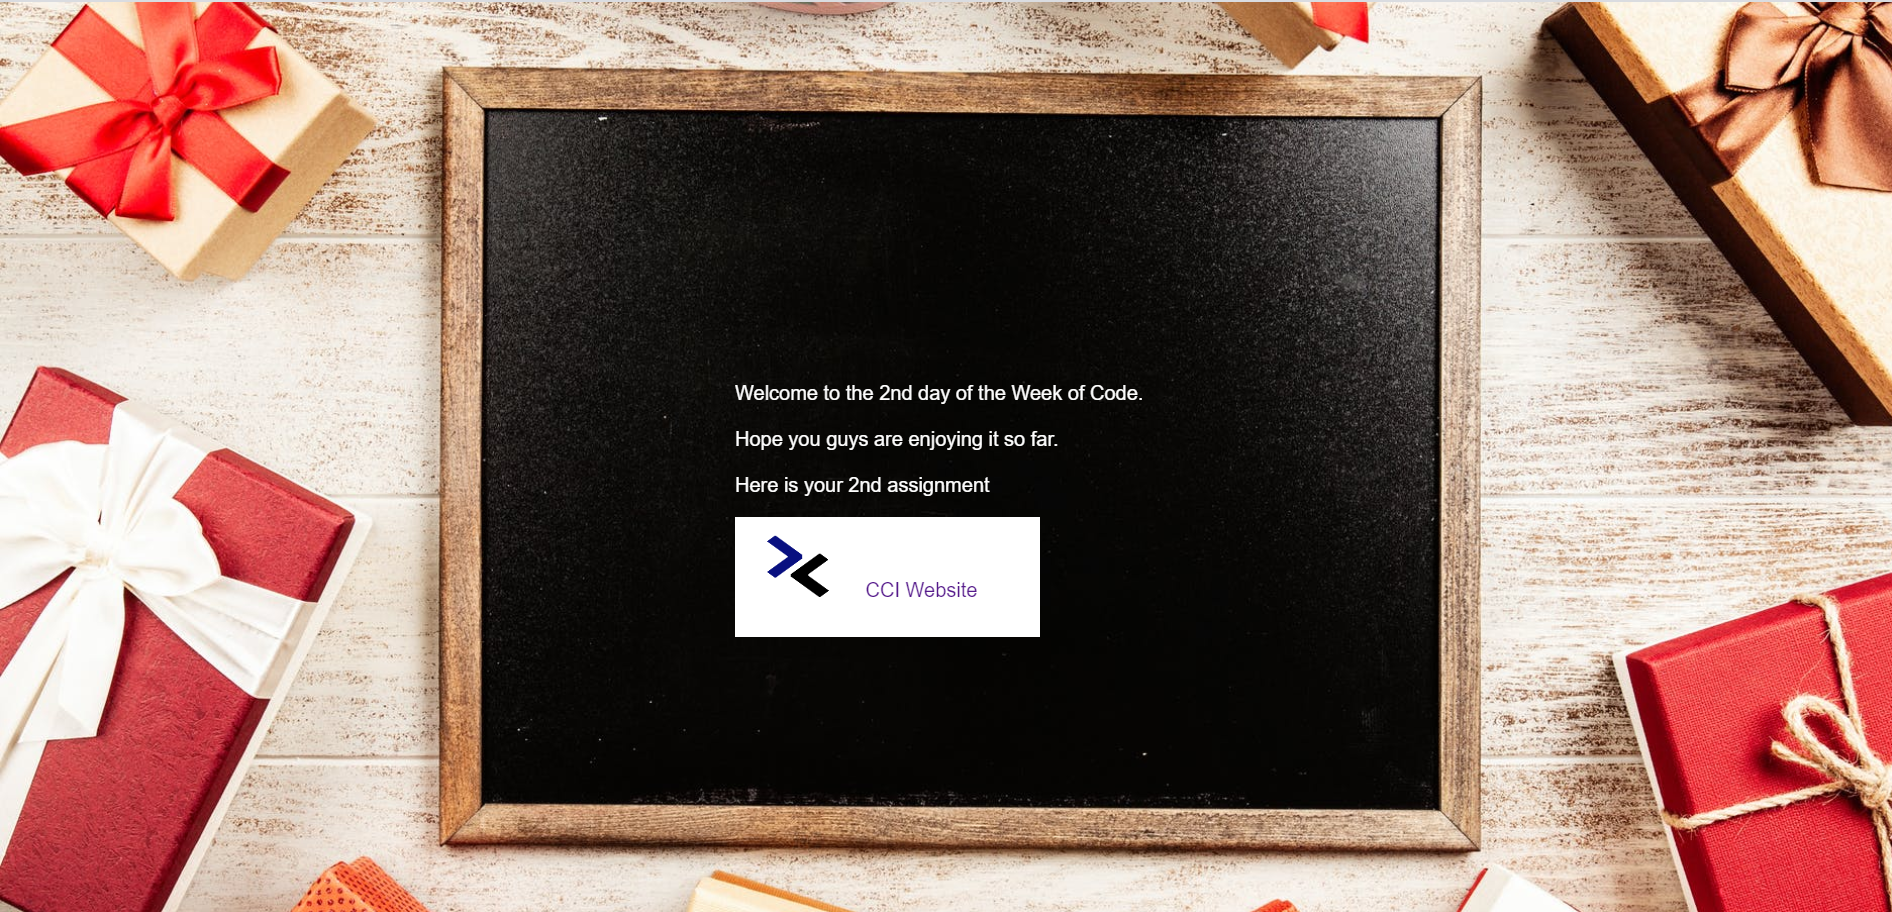 Welcome to the 2nd day of the Week of Code.
Hope you guys are enjoying it so far.
Here is your 2nd assignment
CCI Website